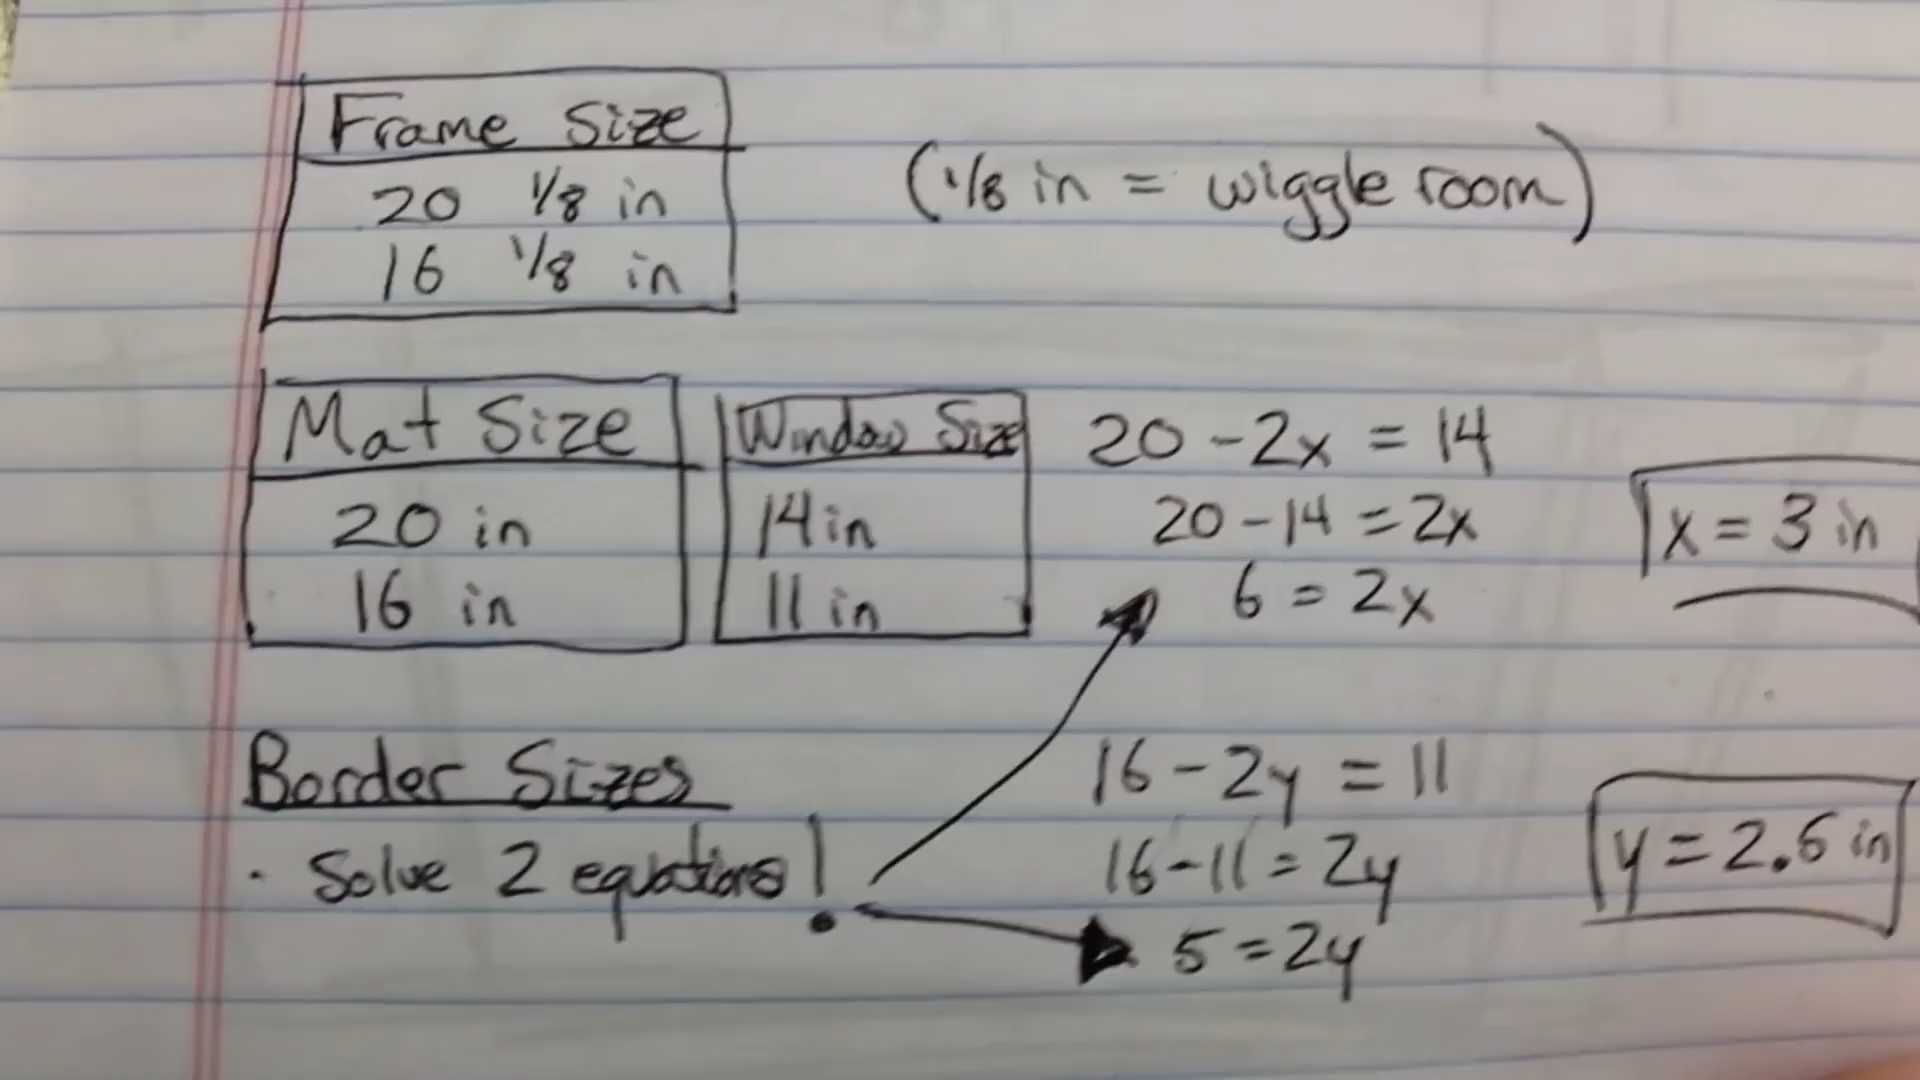 Frame Size
20 1/8 in
16 1/8 in
(1/8 in = wiggle room)
Mat Size
20 in
16 in
Window Size
14 in
11 in
20 - 2x = 14
20 - 14 = 2x
6 = 2x
x = 3 in
Border Sizes
· Solve 2 equations!
16 - 2y = 11
16 - 11 = 2y
5 = 2y
y = 2.5 in